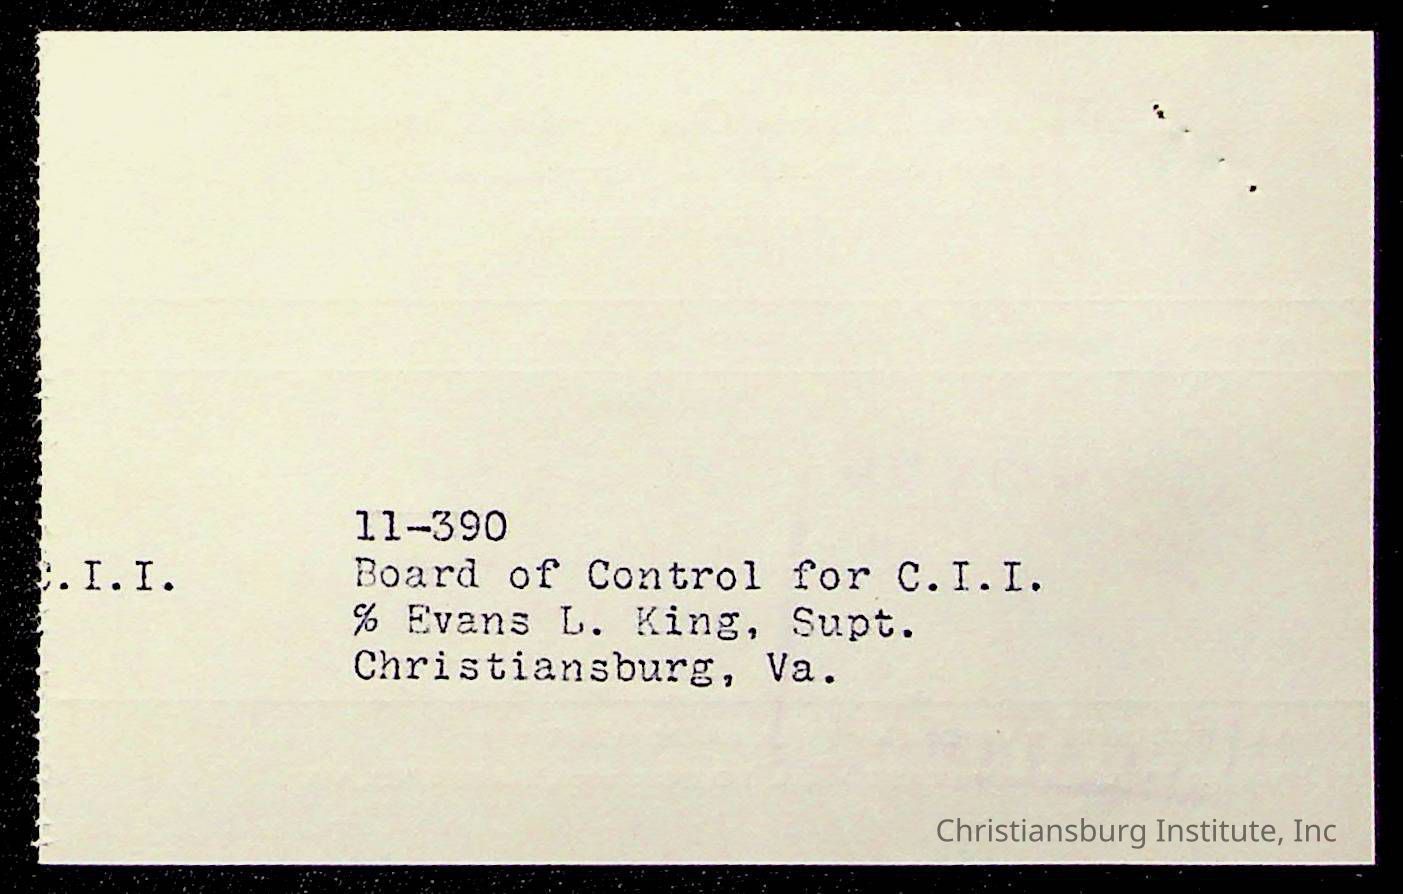 11-390
.I.I. Board of Control for C.I.I.
% Evans L. King, Supt.
Christiansburg, Va.
Christiansburg Institute, Inc